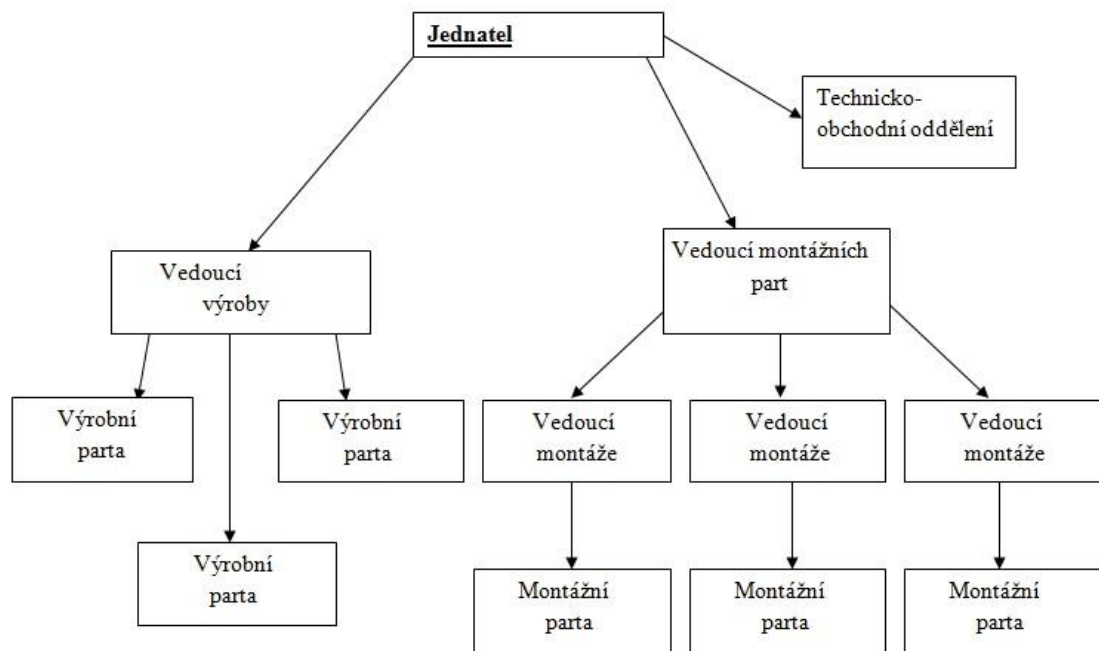 Jednatel
Technicko-
obchodní oddělení
Vedoucí
výroby
Vedoucí montážních
part
Výrobní
parta
Výrobní
parta
Vedoucí
montáže
Vedoucí
montáže
Vedoucí
montáže
Výrobní
parta
Montážní
parta
Montážní
parta
Montážní
parta